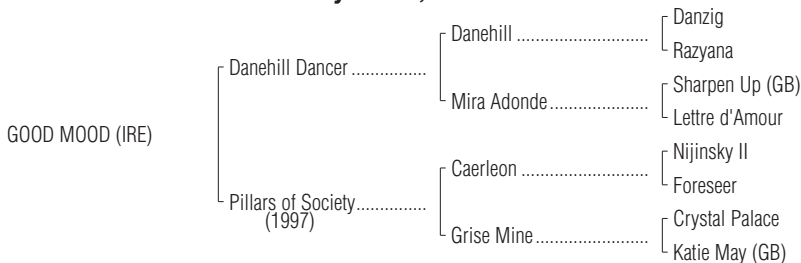 Danzig
Danehill
Razyana
Danehill Dancer
Sharpen Up (GB)
Mira Adonde
Lettre d'Amour
GOOD MOOD (IRE)
Nijinsky II
Caerleon
Foreseer
Pillars of Society
(1997)
Crystal Palace
Grise Mine
Katie May (GB)